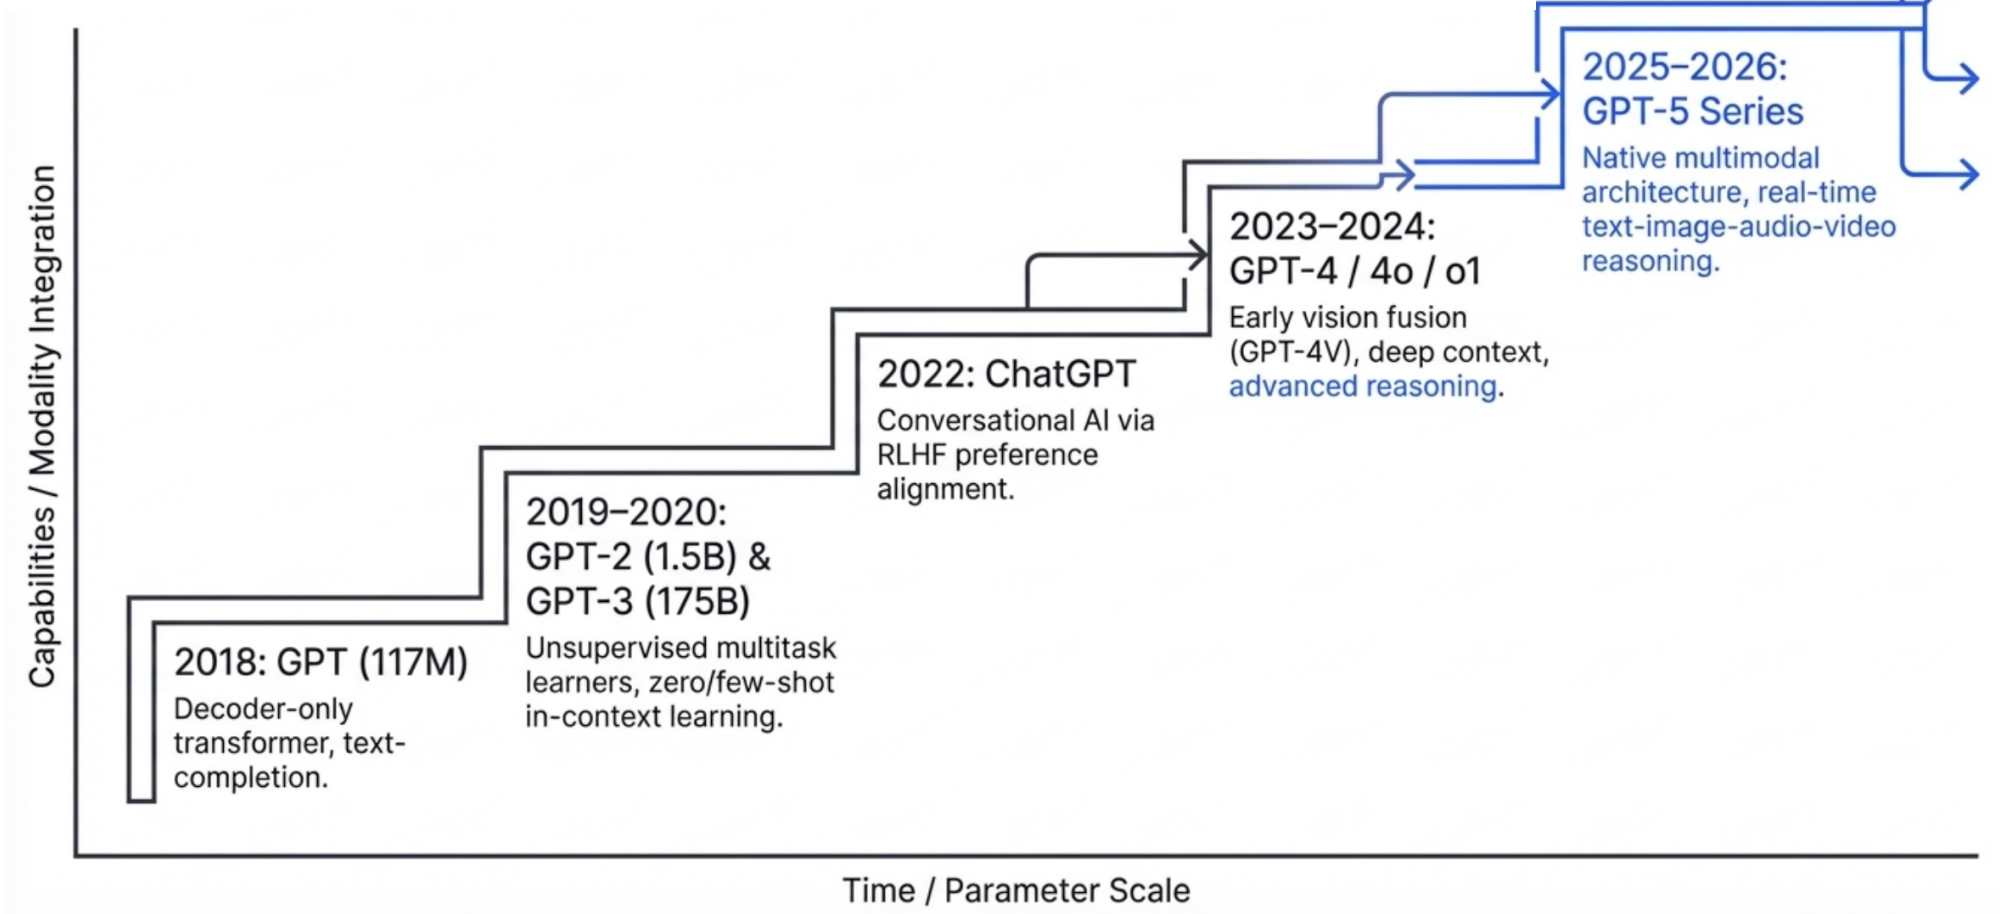 Capabilities / Modality Integration
2018: GPT (117M)
Decoder-only
transformer, text-
completion.
2019–2020:
GPT-2 (1.5B) &
GPT-3 (175B)
Unsupervised multitask
learners, zero/few-shot
in-context learning.
2022: ChatGPT
Conversational AI via
RLHF preference
alignment.
2023–2024:
GPT-4 / 4o / o1
Early vision fusion
(GPT-4V), deep context,
advanced reasoning.
2025–2026:
GPT-5 Series
Native multimodal
architecture, real-time
text-image-audio-video
reasoning.
Time / Parameter Scale